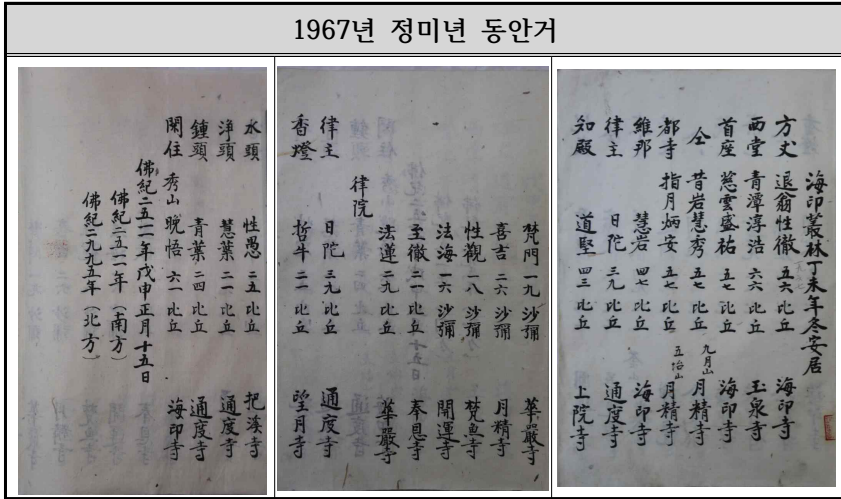 1967년 정미년 동안거
海印叢林丁未年冬安居
方丈 退翁性徹 五六 比丘 海印寺
西堂 青潭淳浩 六六 比丘 玉泉寺
首座 慈雲盛祐 五七 比丘 海印寺
仝 昔岩慧秀 五七 比丘 九月山 月精寺
都寺 指月炳安 五七 比丘 五治山 月精寺
維那 慧岩 四七 比丘 海印寺
律主 日陀 三九 比丘 通度寺
知殿 道堅 四三 比丘 上院寺
梵門 一九 沙彌 華嚴寺
喜吉 二六 沙彌 月精寺
性觀 一八 沙彌 梵魚寺
法海 一六 沙彌 開運寺
至徹 二一 比丘 奉恩寺
法蓮 二九 比丘 華嚴寺
律院
律主 日陀 三九 比丘 通度寺
香燈 哲牛 二一 比丘 望月寺
水頭 性愚 二五 比丘 把溪寺
淨頭 慧葉 二一 比丘 通度寺
鍾頭 青葉 二四 比丘 通度寺
閑住 秀山晩悟 六一 比丘 海印寺
佛紀二五一一年戊申正月十五日
佛紀二五一一年（南方）
佛紀二九九五年（北方）